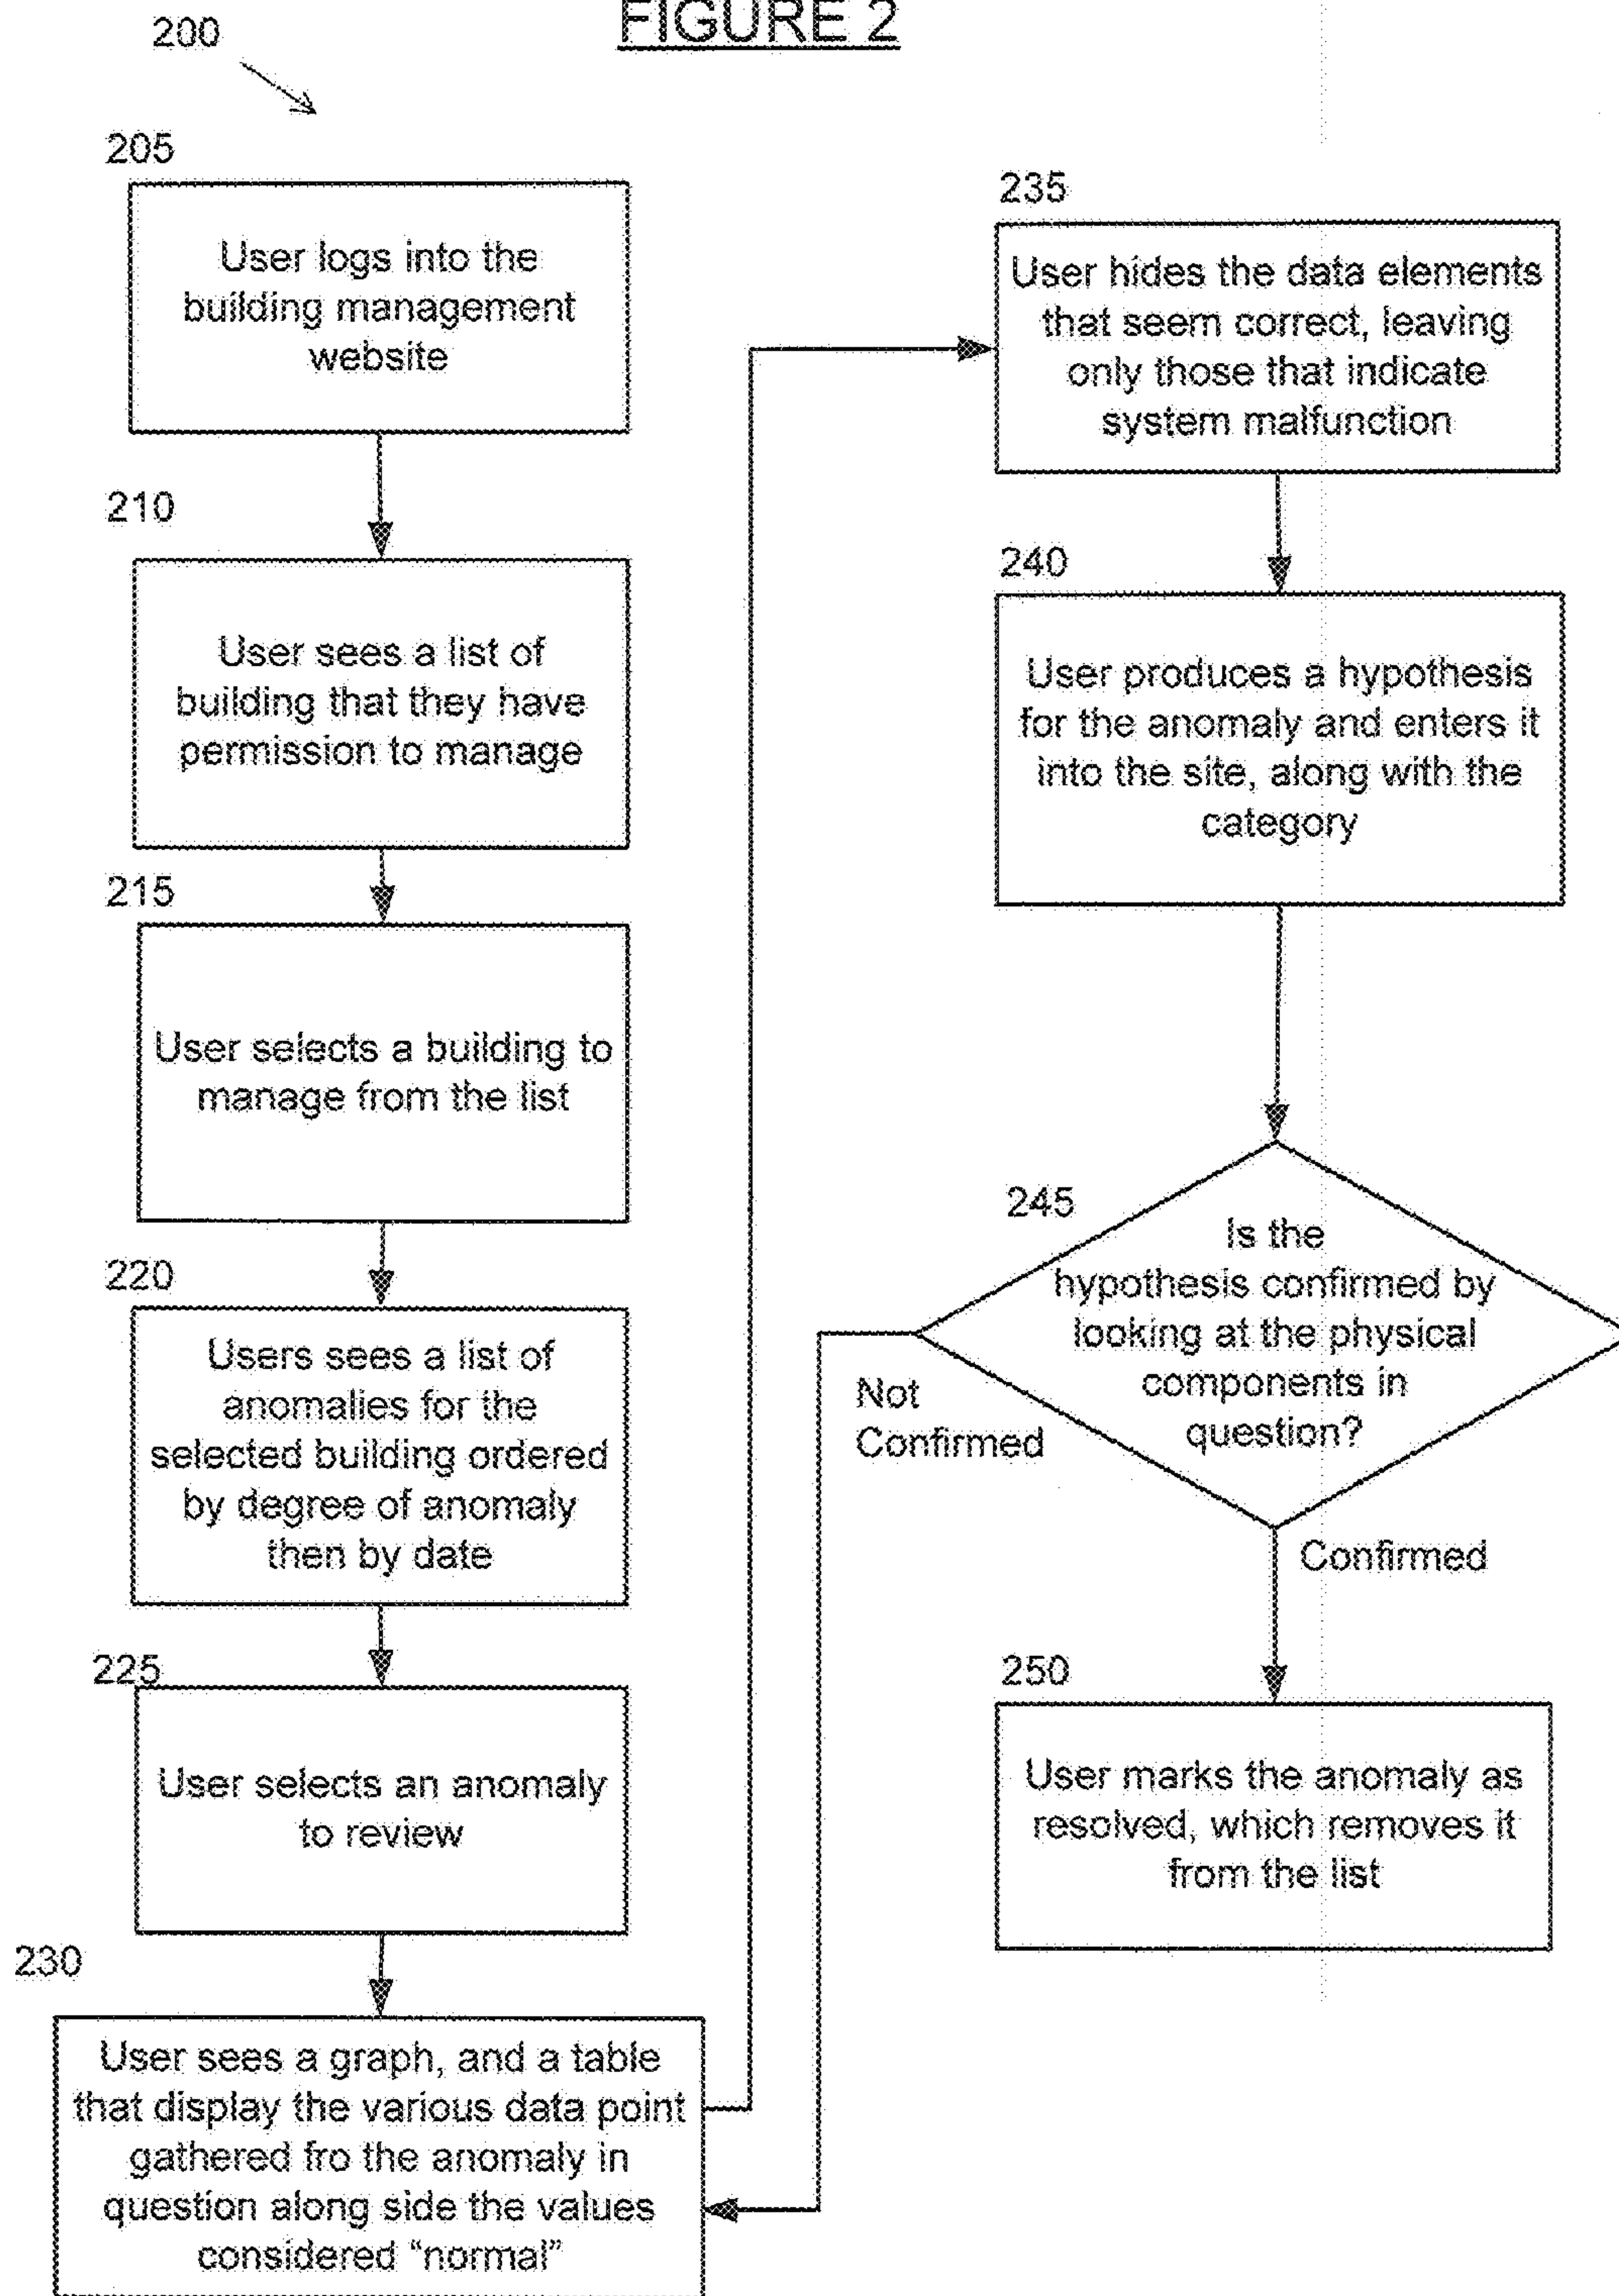 FIGURE 2
200
205
User logs into the
building management
website
210
User sees a list of
building that they have
permission to manage
215
User selects a building to
manage from the list
220
Users sees a list of
anomalies for the
selected building ordered
by degree of anomaly
then by date
225
User selects an anomaly
to review
230
User sees a graph, and a table
that display the various data point
gathered fro the anomaly in
question along side the values
considered “normal”
235
User hides the data elements
that seem correct, leaving
only those that indicate
system malfunction
240
User produces a hypothesis
for the anomaly and enters it
into the site, along with the
category
245
Is the
hypothesis confirmed by
looking at the physical
components in
question?
Not
Confirmed
Confirmed
250
User marks the anomaly as
resolved, which removes it
from the list